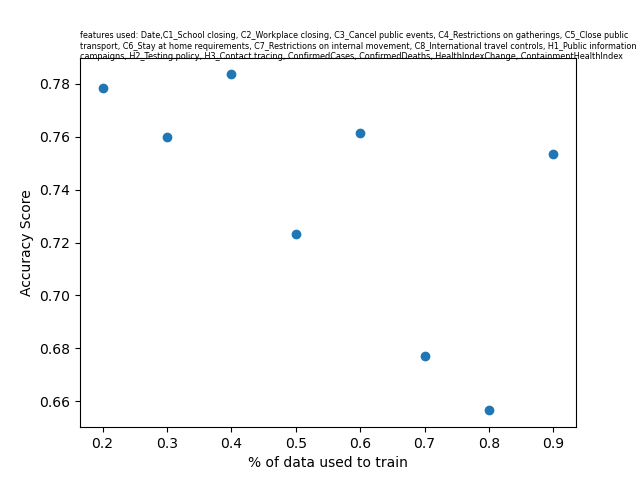 features used: Date,C1_School closing, C2_Workplace closing, C3_Cancel public events, C4_Restrictions on gatherings, C5_Close public
transport, C6_Stay at home requirements, C7_Restrictions on internal movement, C8_International travel controls, H1_Public information
campaigns, H2_Testing policy, H3_Contact tracing, ConfirmedCases, ConfirmedDeaths, HealthIndexChange, ContainmentHealthIndex
0.78
0.76
0.74
0.72
0.70
0.68
0.66
Accuracy Score
0.2 0.3 0.4 0.5 0.6 0.7 0.8 0.9
% of data used to train